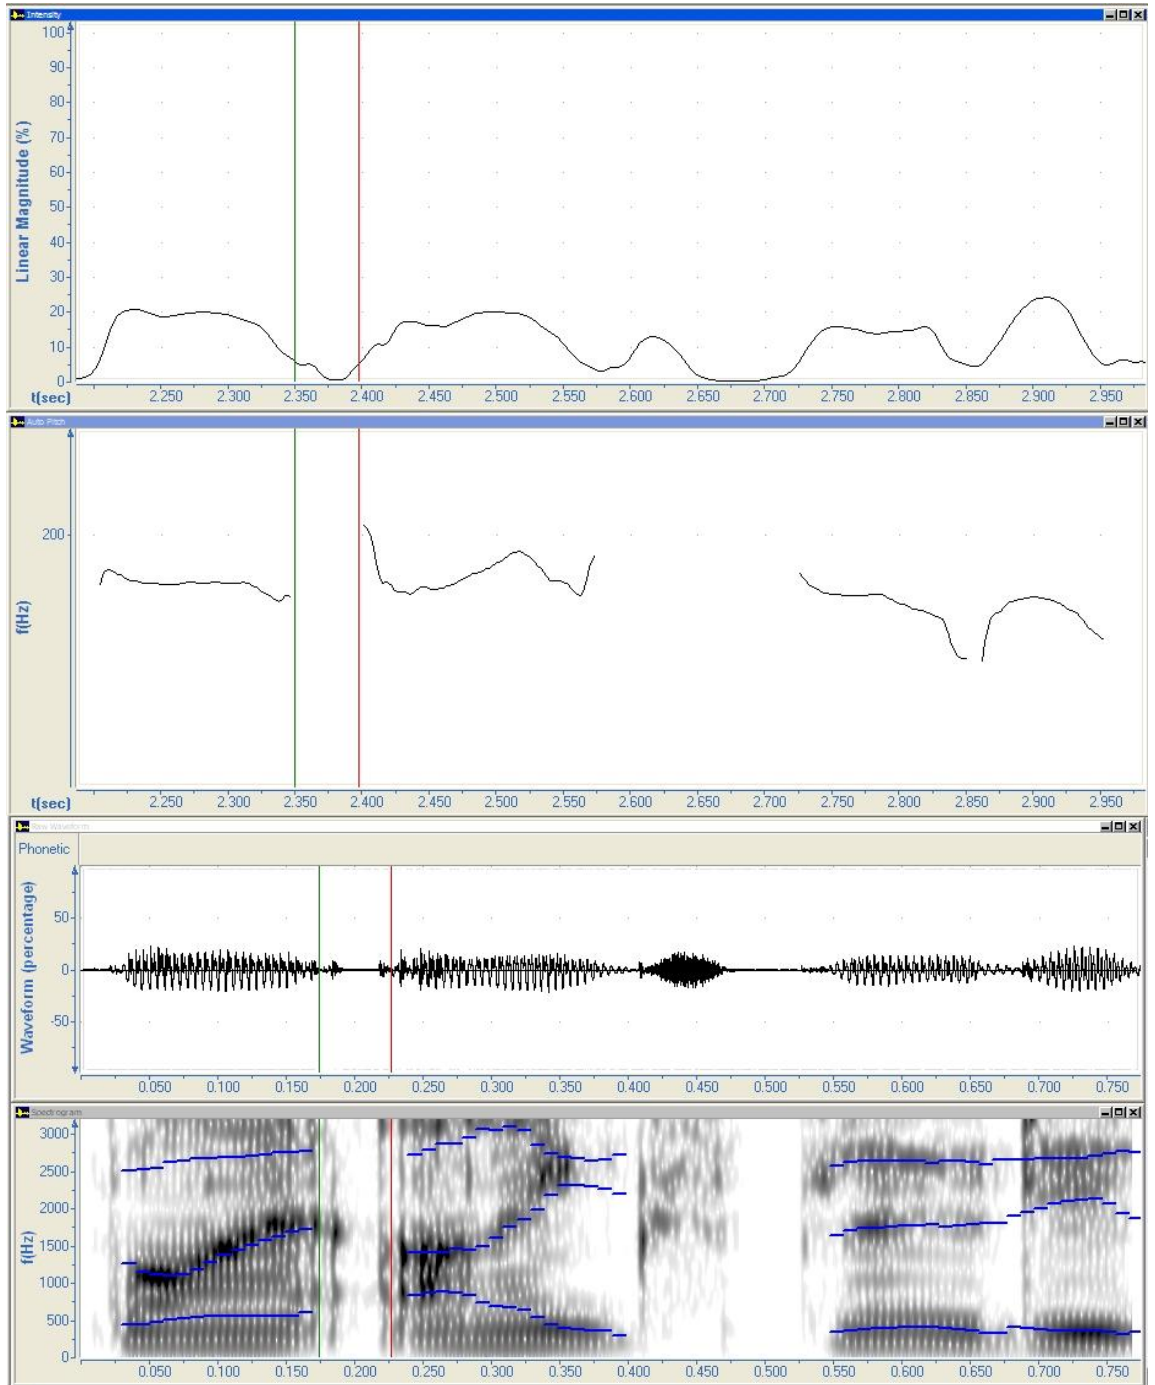 Intensity
100
90
80
70
60
50
40
30
20
10
0
Linear Magnitude (%)
t(sec)
2.250 2.300 2.350 2.400 2.450 2.500 2.550 2.600 2.650 2.700 2.750 2.800 2.850 2.900 2.950
Auto Pitch
200
f(Hz)
t(sec)
2.250 2.300 2.350 2.400 2.450 2.500 2.550 2.600 2.650 2.700 2.750 2.800 2.850 2.900 2.950
Raw Waveform
Phonetic
50
0
-50
Waveform (percentage)
0.050 0.100 0.150 0.200 0.250 0.300 0.350 0.400 0.450 0.500 0.550 0.600 0.650 0.700 0.750
Spectrogram
3000
2500
2000
1500
1000
500
0
f(Hz)
0.050 0.100 0.150 0.200 0.250 0.300 0.350 0.400 0.450 0.500 0.550 0.600 0.650 0.700 0.750